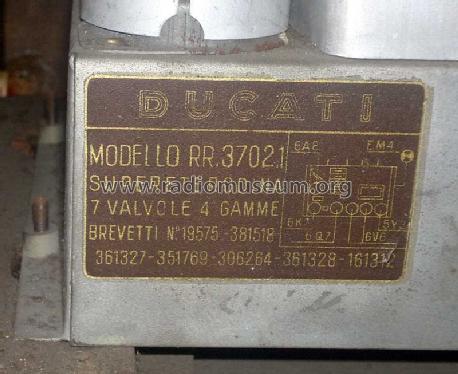 DUCATI
MODELLO RR.3702.1
6A8 EM4
www.radiomuseum.org
7 VALVOLE 4 GAMME
6K7 5Y3
6Q7 6V6
BREVETTI N° 19575-381518
361327-351769-306264-361328-161312